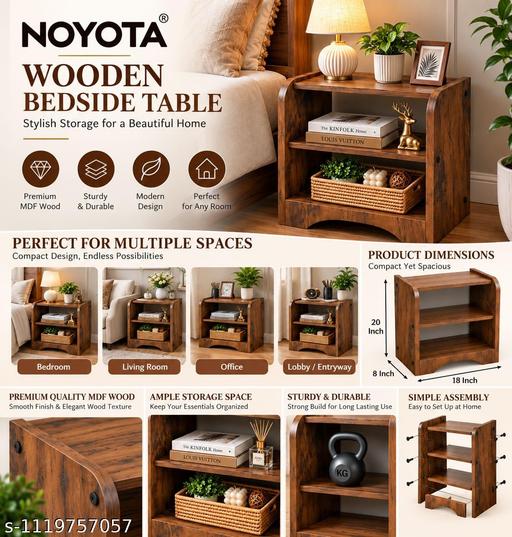 NOYOTA®
WOODEN
BEDSIDE TABLE
Stylish Storage for a Beautiful Home
Premium
MDF Wood
Sturdy
& Durable
Modern
Design
Perfect
for Any Room
The KINFOLK Home
LOUIS VUITTON
PERFECT FOR MULTIPLE SPACES
Compact Design, Endless Possibilities
Bedroom
Living Room
Office
Lobby / Entryway
PRODUCT DIMENSIONS
Compact Yet Spacious
20
Inch
8 Inch
18 Inch
PREMIUM QUALITY MDF WOOD
Smooth Finish & Elegant Wood Texture
AMPLE STORAGE SPACE
Keep Your Essentials Organized
The KINFOLK Home
LOUIS VUITTON
STURDY & DURABLE
Strong Build for Long Lasting Use
KG
SIMPLE ASSEMBLY
Easy to Set Up at Home
s-1119757057